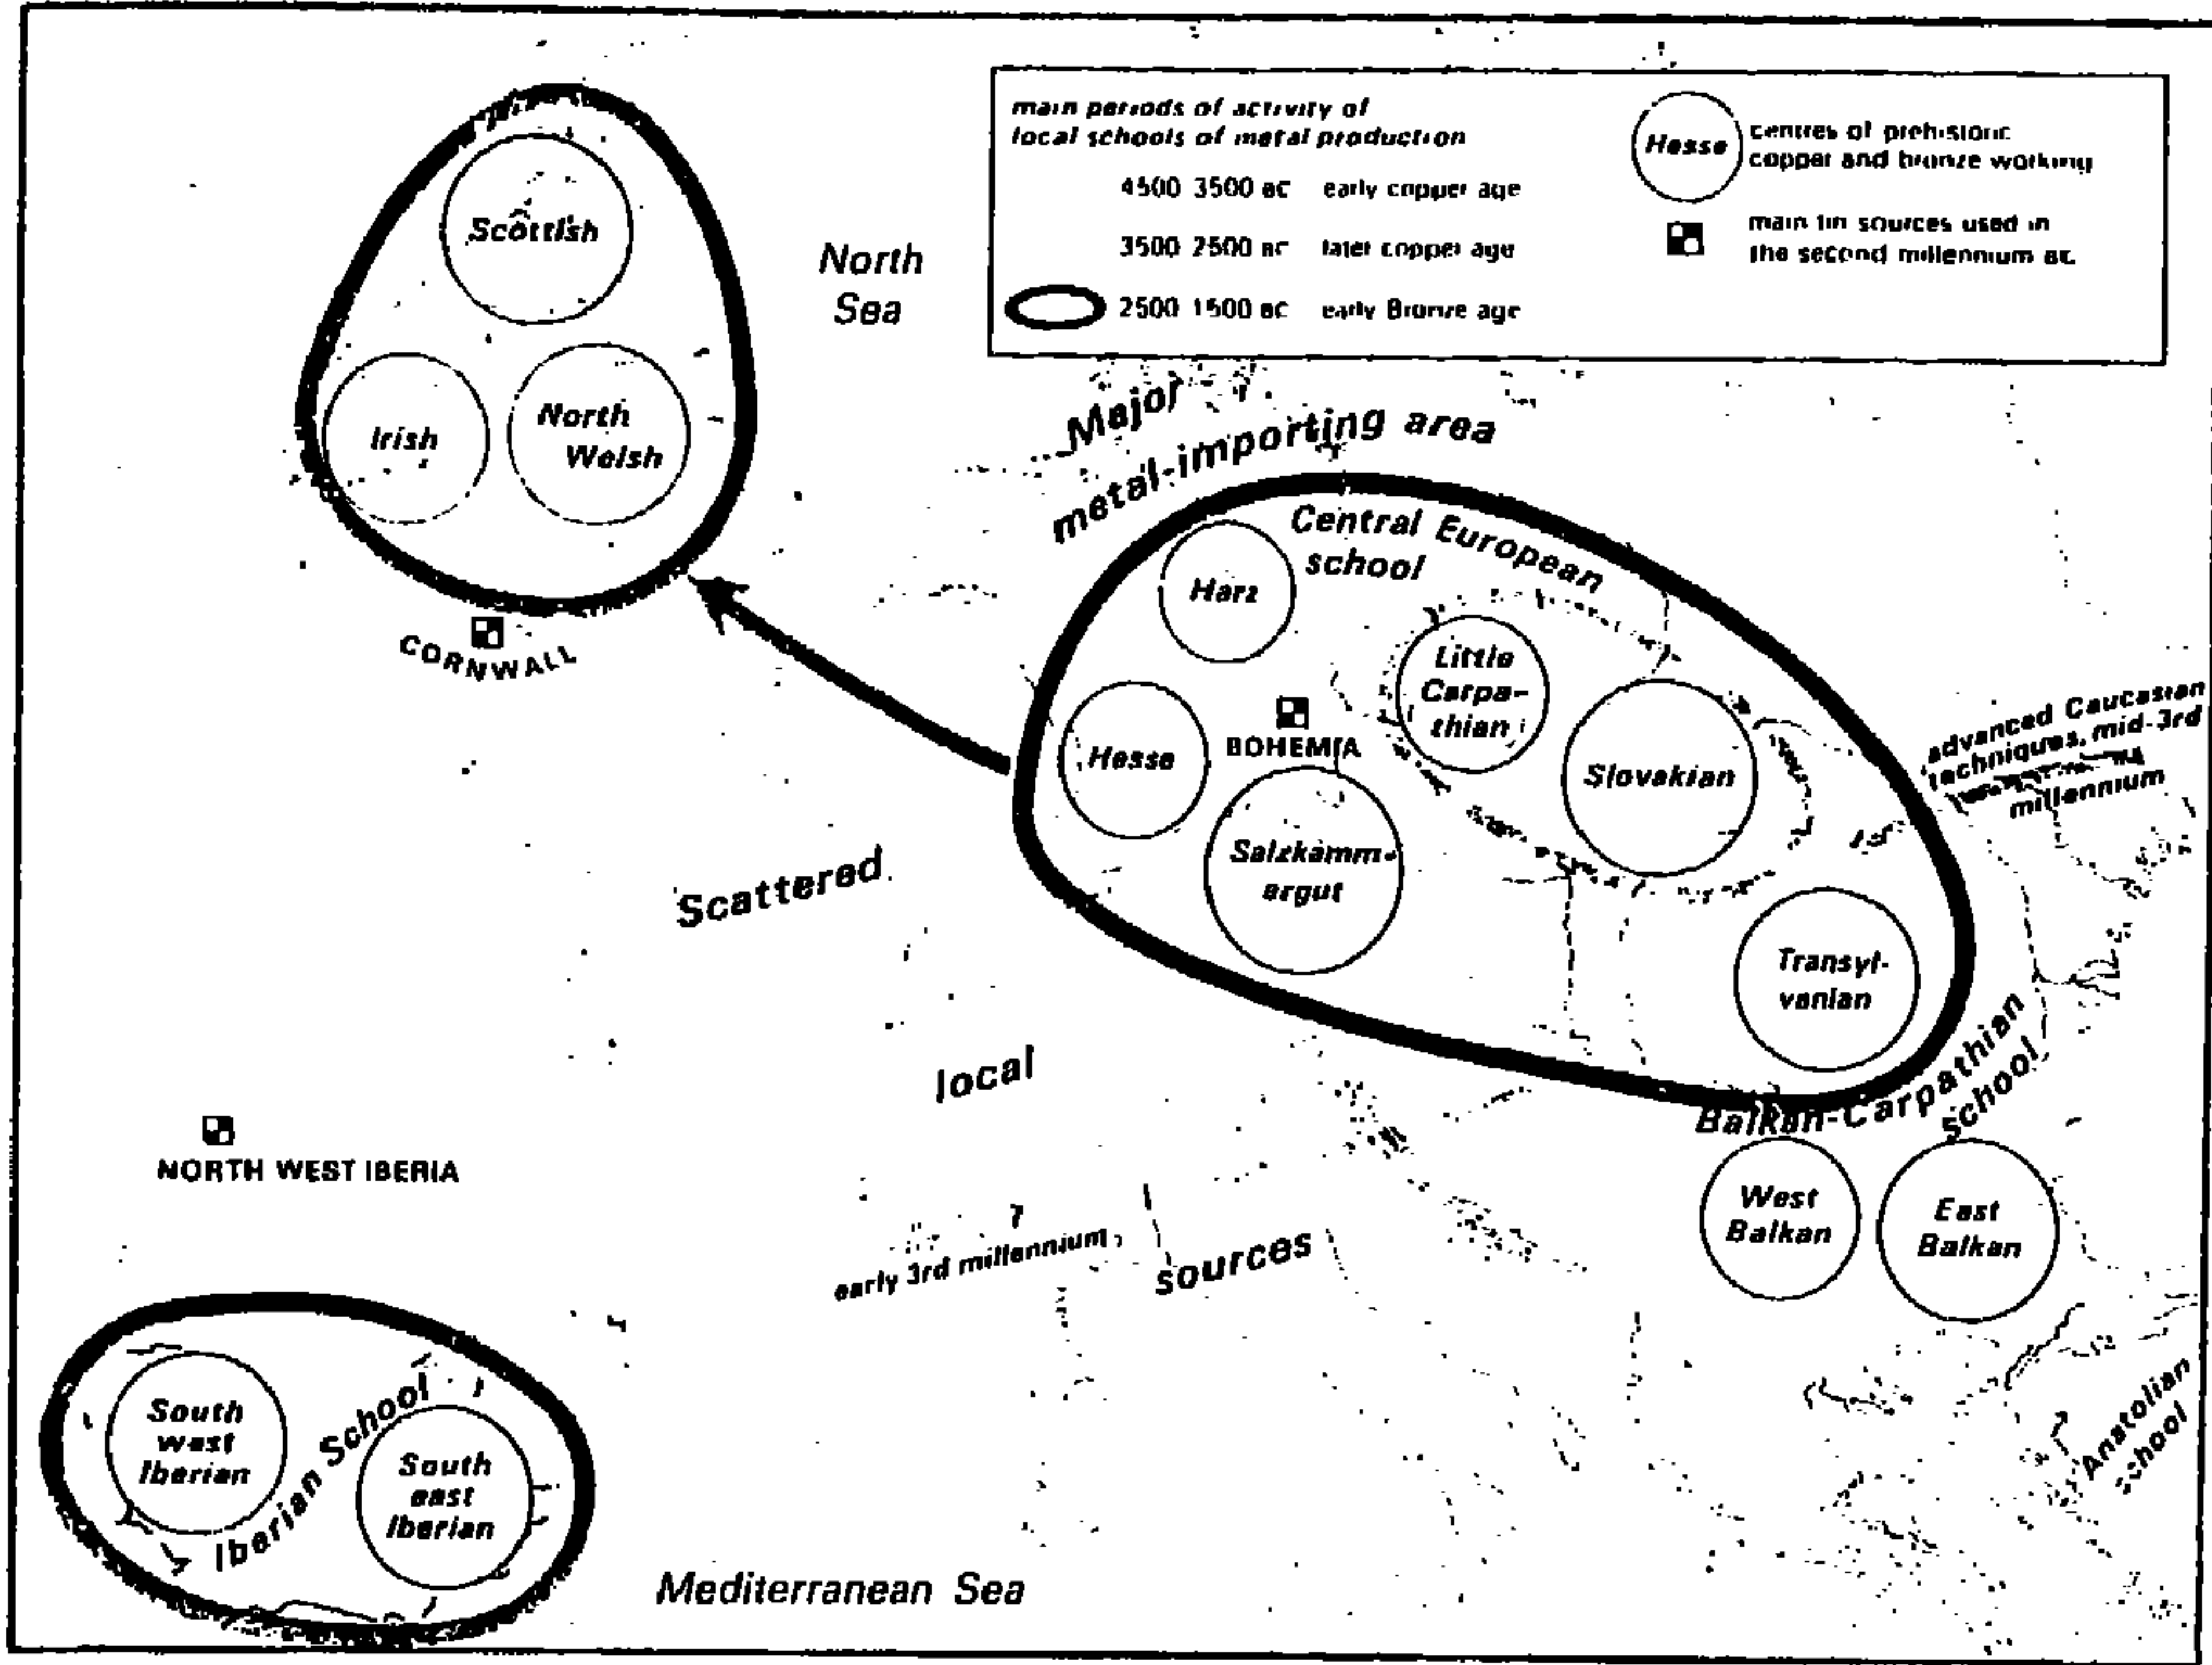 main periods of activity of
local schools of metal production
4500 3500 BC early copper age
3500 2500 BC later copper age
2500 1500 BC early Bronze age
Hesse
centres of prehistoric
copper and bronze working
main tin sources used in
the second millennium BC
Scottish
Irish
North
Welsh
North
Sea
CORNWALL
Major
metal-importing area
Central European
school
Harz
Little
Carpa-
thian
Hesse
BOHEMIA
Slovakian
Salzkamm-
argut
Transyl-
vanian
advanced Caucasian
techniques, mid-3rd
millennium
Balkan-Carpathian
school
West
Balkan
East
Balkan
Scattered
local
sources
NORTH WEST IBERIA
?
early 3rd millennium
South
west
Iberian
Iberian School
South
east
Iberian
Mediterranean Sea
Anatolian
school